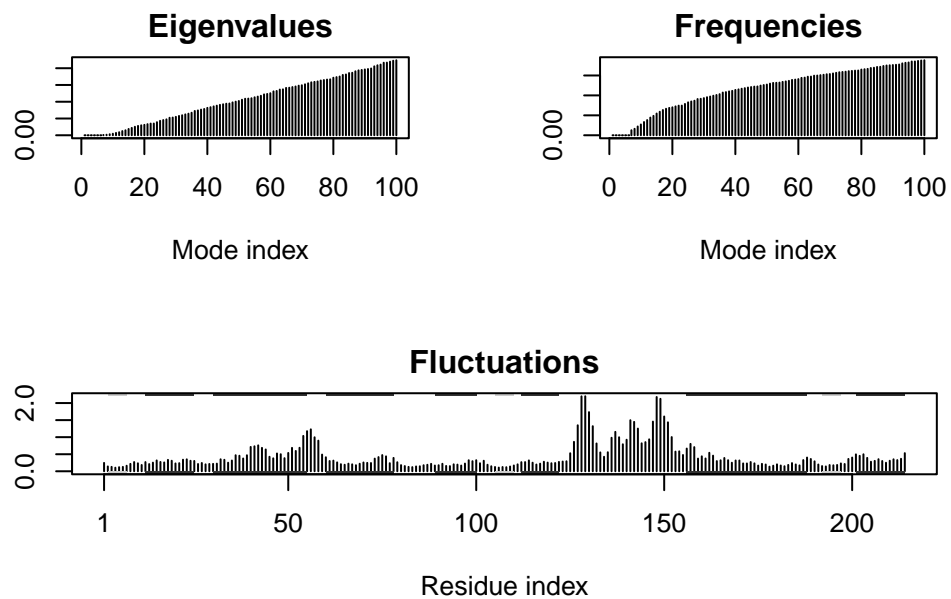 Eigenvalues
0.00
0 20 40 60 80 100
Mode index
Frequencies
0.00
0 20 40 60 80 100
Mode index
Fluctuations
2.0
0.0
1 50 100 150 200
Residue index